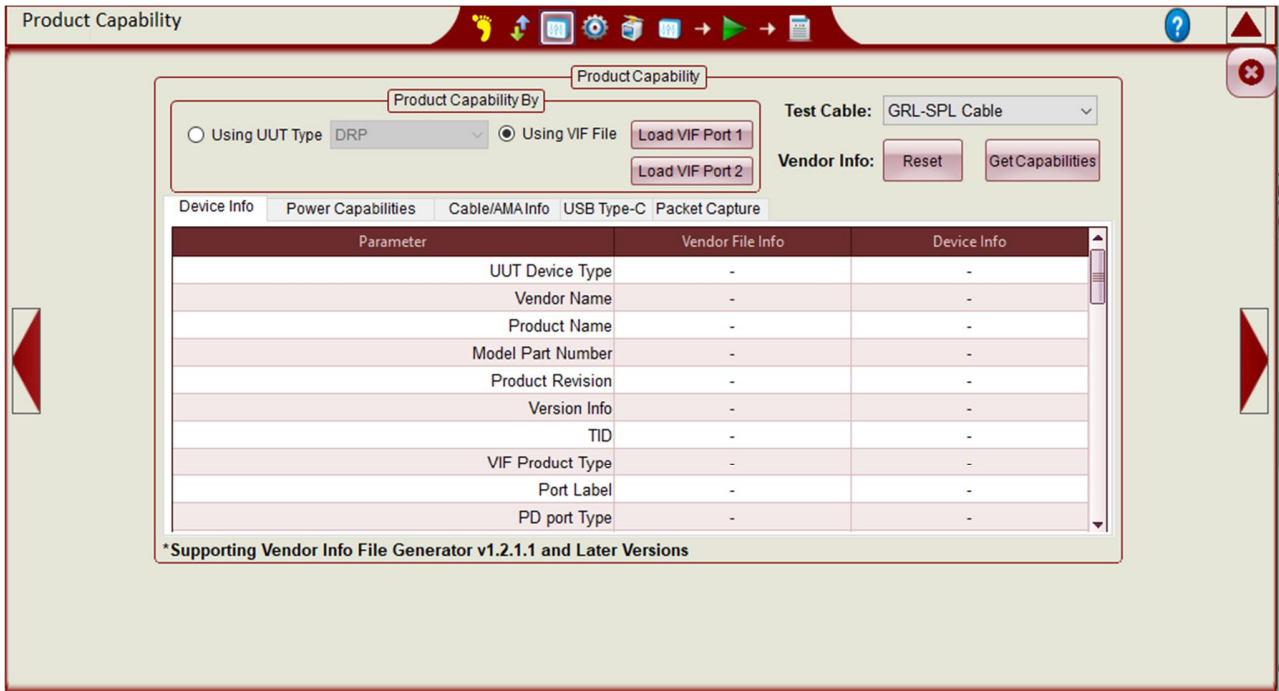 Product Capability
?
Product Capability
Product Capability By
Using UUT Type DRP Using VIF File Load VIF Port 1
Load VIF Port 2
Test Cable: GRL-SPL Cable
Vendor Info: Reset Get Capabilities
Device Info Power Capabilities Cable/AMA Info USB Type-C Packet Capture
Parameter Vendor File Info Device Info
UUT Device Type - -
Vendor Name - -
Product Name - -
Model Part Number - -
Product Revision - -
Version Info - -
TID - -
VIF Product Type - -
Port Label - -
PD port Type - -
*Supporting Vendor Info File Generator v1.2.1.1 and Later Versions